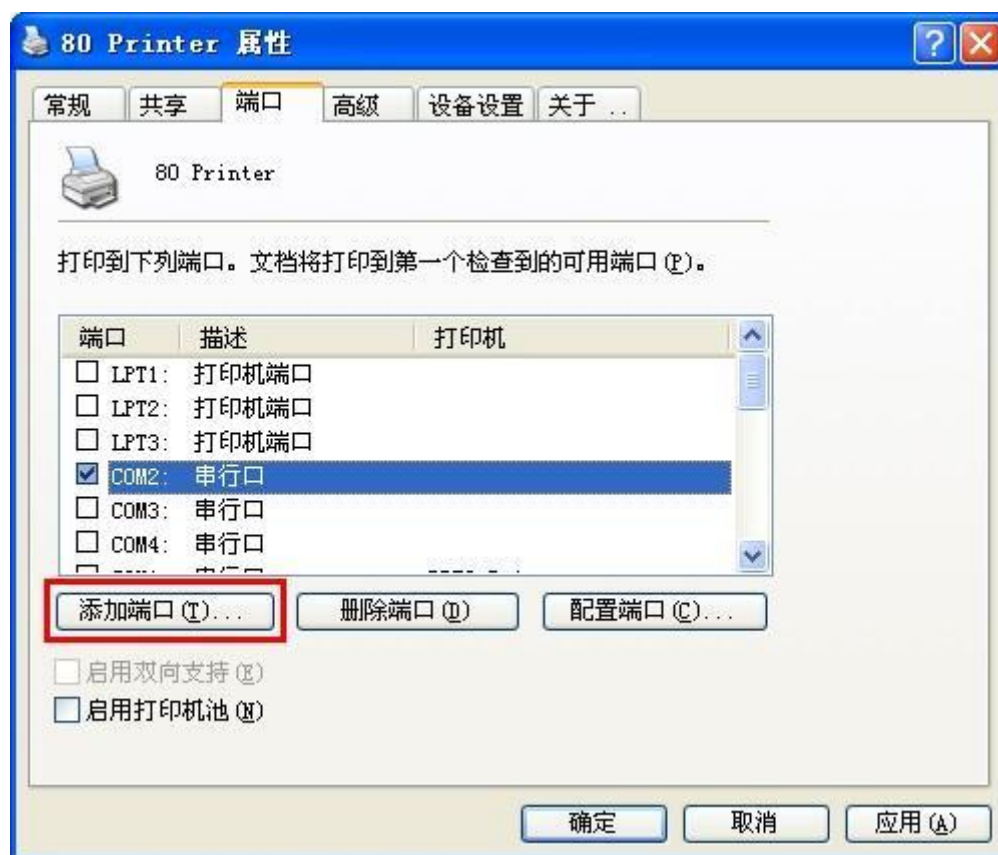 80 Printer 属性
常规 共享 端口 高级 设备设置 关于 ..
80 Printer
打印到下列端口。文档将打印到第一个检查到的可用端口(P)。
端口 描述 打印机
LPT1: 打印机端口
LPT2: 打印机端口
LPT3: 打印机端口
COM2: 串行口
COM3: 串行口
COM4: 串行口
添加端口(T)... 删除端口(D) 配置端口(C)...
启用双向支持(E)
启用打印机池(N)
确定 取消 应用(A)